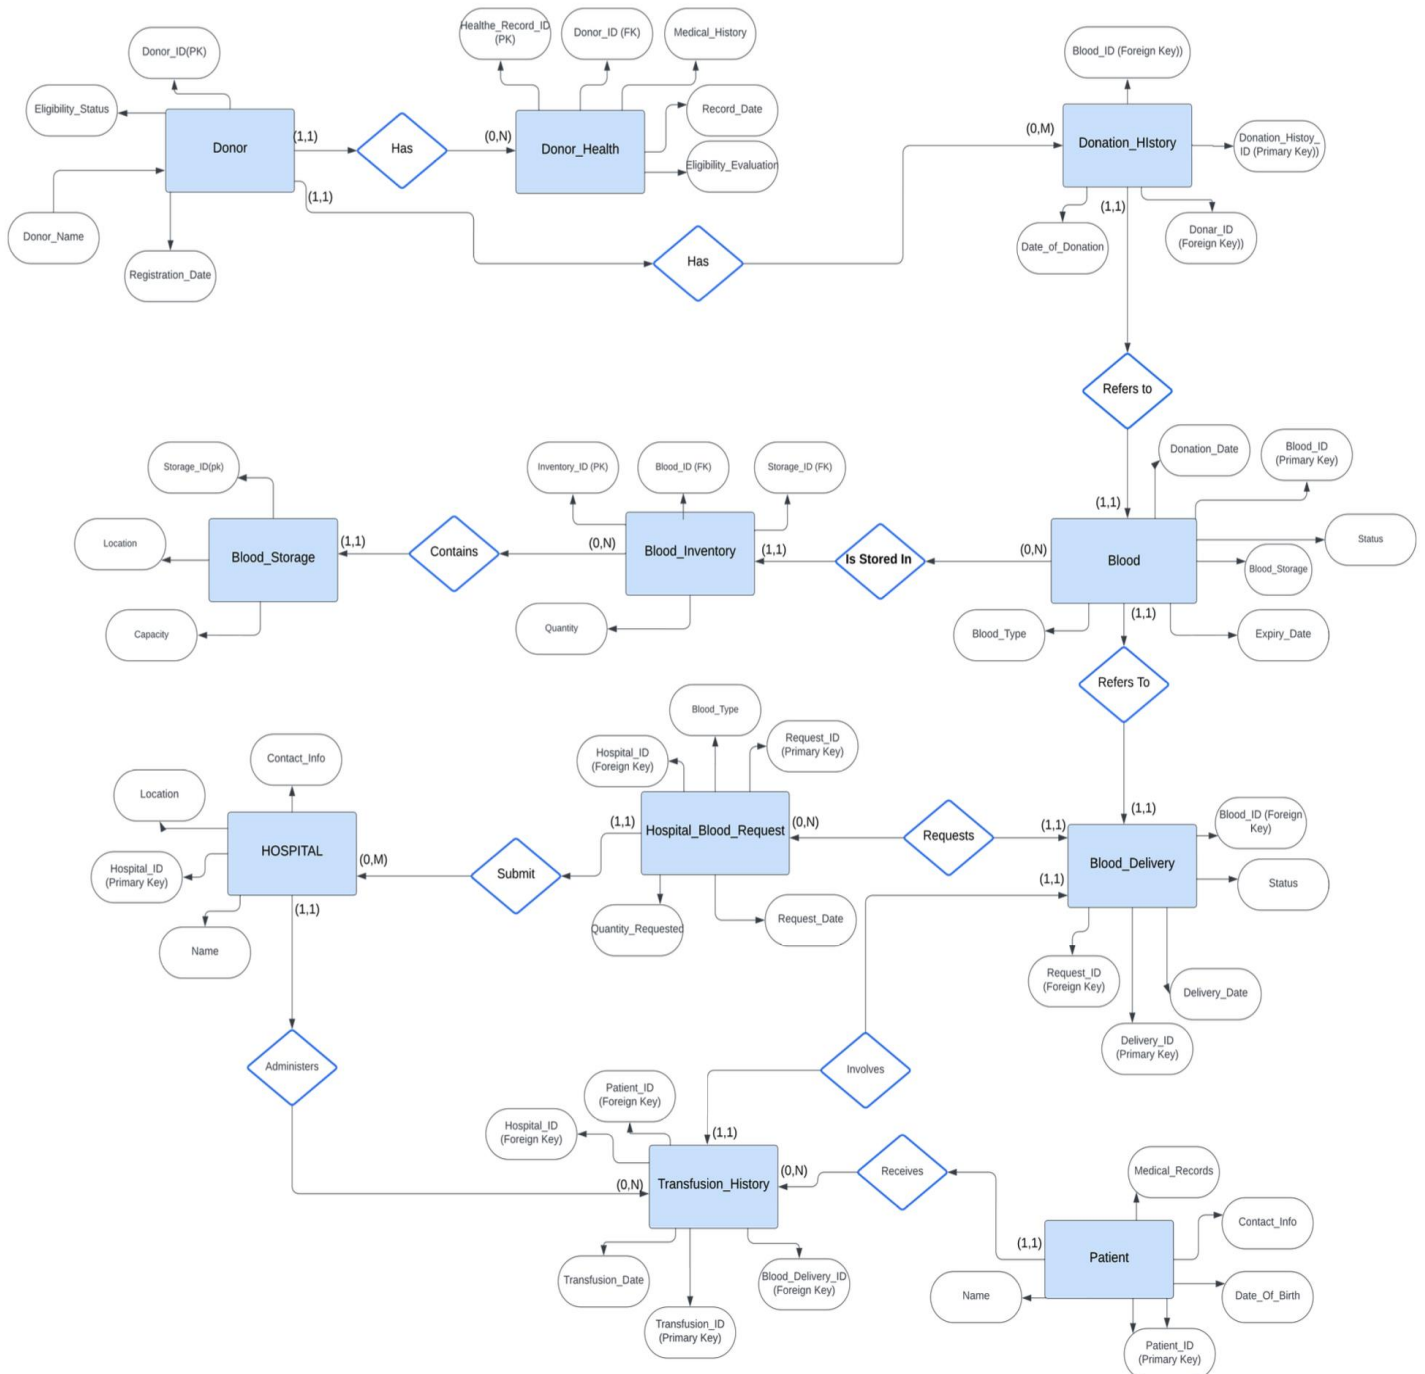 Healthe_Record_ID
(PK)
Donor_ID (FK)
Medical_History
Donor_ID(PK)
Blood_ID (Foreign Key))
Eligibility_Status
Record_Date
Donor
(1,1)
Has
(0,N)
Donor_Health
(0,M)
Donation_HIstory
Donation_Histoy_
ID (Primary Key))
Eligibility_Evaluation
(1,1)
(1,1)
Donor_Name
Date_of_Donation
Donar_ID
(Foreign Key))
Registration_Date
Has
Refers to
Donation_Date
Blood_ID
(Primary Key)
Storage_ID(pk)
Inventory_ID (PK)
Blood_ID (FK)
Storage_ID (FK)
(1,1)
Location
Blood_Storage
(1,1)
Contains
(0,N)
Blood_Inventory
(1,1)
Is Stored In
(0,N)
Blood
Status
Blood_Storage
Capacity
Quantity
Blood_Type
(1,1)
Expiry_Date
Refers To
Blood_Type
Contact_Info
Hospital_ID
(Foreign Key)
Request_ID
(Primary Key)
Location
(1,1)
Hospital_Blood_Request
(0,N)
Requests
(1,1)
(1,1)
Blood_ID (Foreign
Key)
HOSPITAL
(0,M)
Submit
Blood_Delivery
Hospital_ID
(Primary Key)
(1,1)
Status
(1,1)
Name
Quantity_Requested
Request_Date
Request_ID
(Foreign Key)
Delivery_Date
Delivery_ID
(Primary Key)
Administers
Involves
Patient_ID
(Foreign Key)
Hospital_ID
(Foreign Key)
(1,1)
(0,N)
Transfusion_History
(0,N)
Receives
Medical_Records
Contact_Info
(1,1)
Patient
Transfusion_Date
Blood_Delivery_ID
(Foreign Key)
Name
Date_Of_Birth
Transfusion_ID
(Primary Key)
Patient_ID
(Primary Key)